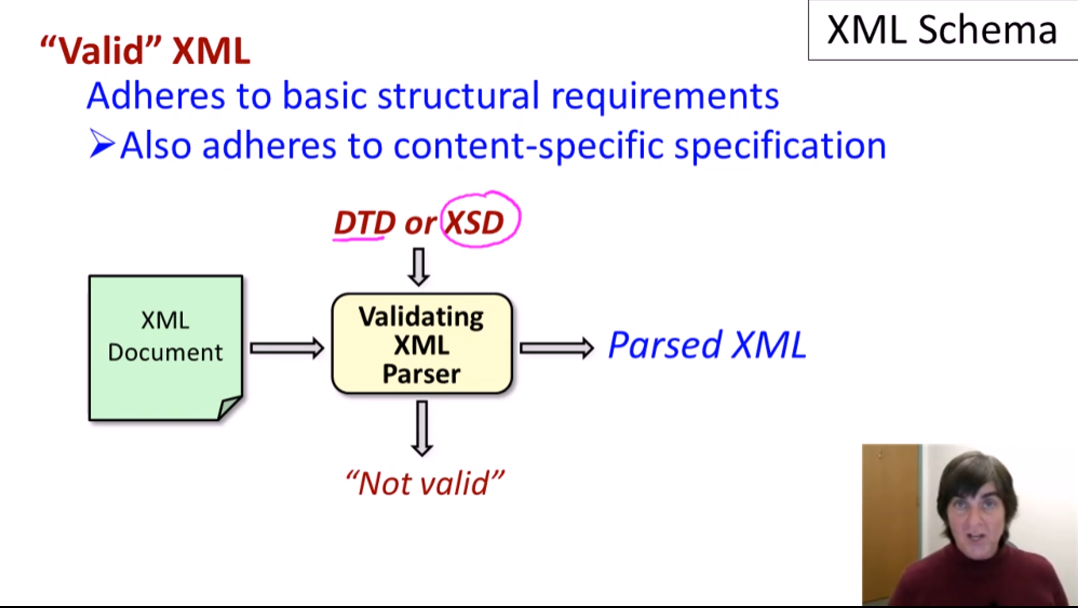 XML Schema
“Valid” XML
Adheres to basic structural requirements
➢Also adheres to content-specific specification
DTD or XSD
XML
Document
Validating
XML
Parser
Parsed XML
“Not valid”